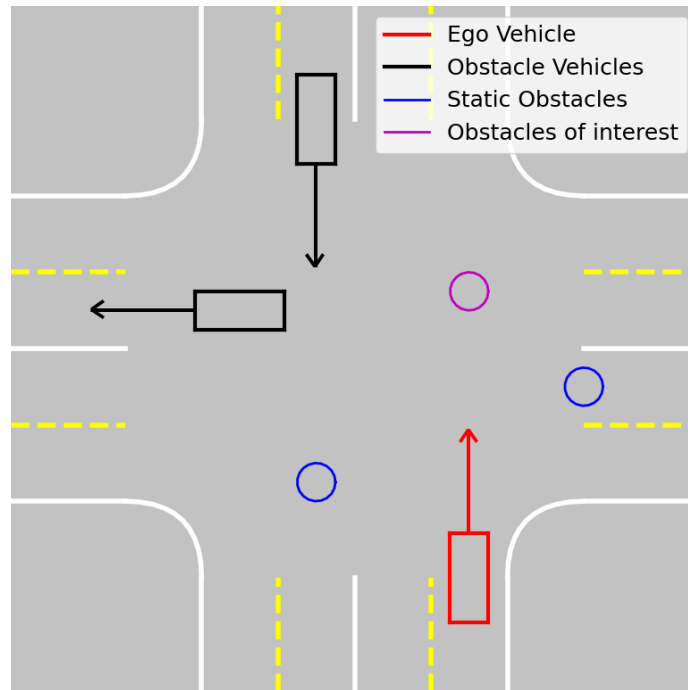 Ego Vehicle
Obstacle Vehicles
Static Obstacles
Obstacles of interest